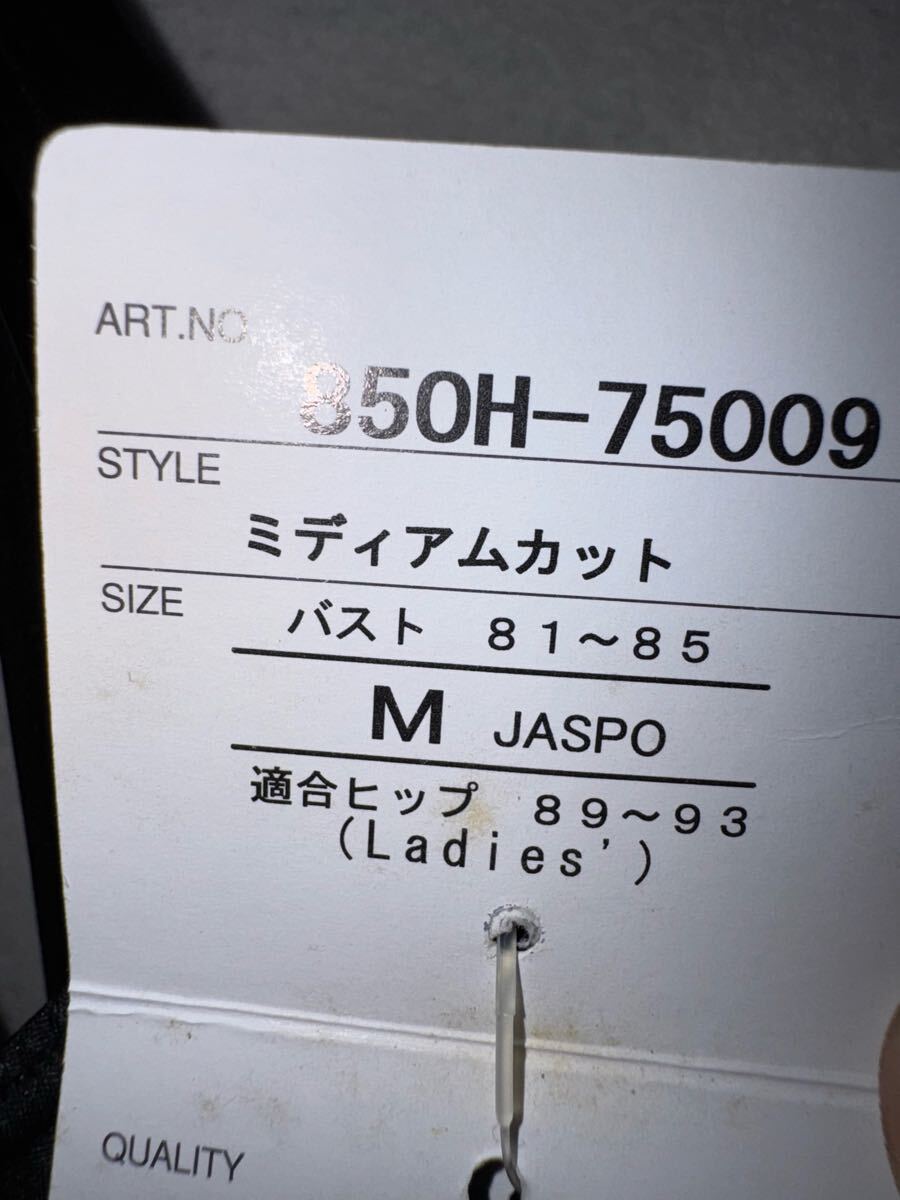 ART.NO
850H-75009
STYLE
ミディアムカット
SIZE
バスト 81〜85
M JASPO
適合ヒップ 89〜93
(Ladies')
QUALITY